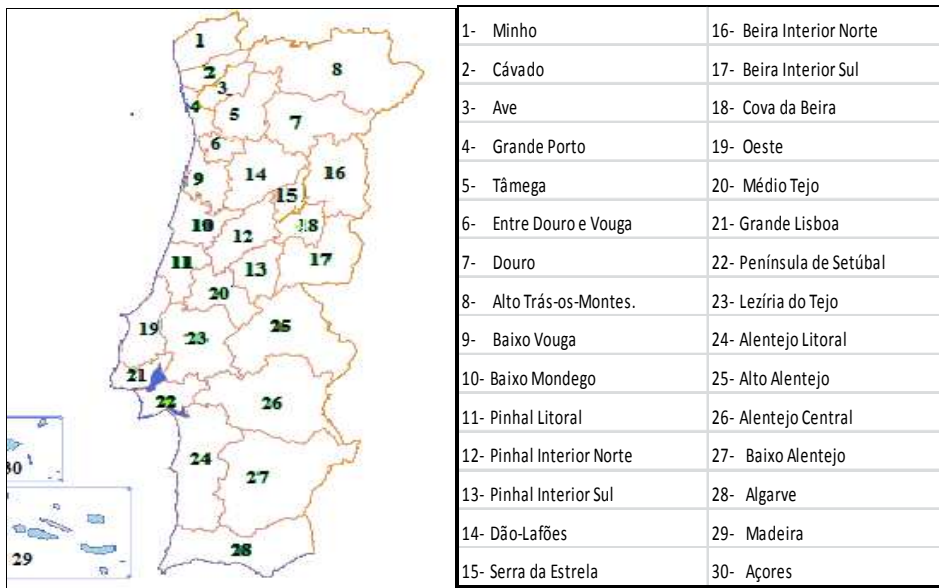 1
2
3
8
4
5
7
6
9
14
16
15
10
12
18
11
13
17
20
19
23
25
21
22
26
24
27
28
30
29
1- Minho
2- Cávado
3- Ave
4- Grande Porto
5- Tâmega
6- Entre Douro e Vouga
7- Douro
8- Alto Trás-os-Montes.
9- Baixo Vouga
10- Baixo Mondego
11- Pinhal Litoral
12- Pinhal Interior Norte
13- Pinhal Interior Sul
14- Dão-Lafões
15- Serra da Estrela
16- Beira Interior Norte
17- Beira Interior Sul
18- Cova da Beira
19- Oeste
20- Médio Tejo
21- Grande Lisboa
22- Península de Setúbal
23- Lezíria do Tejo
24- Alentejo Litoral
25- Alto Alentejo
26- Alentejo Central
27- Baixo Alentejo
28- Algarve
29- Madeira
30- Açores